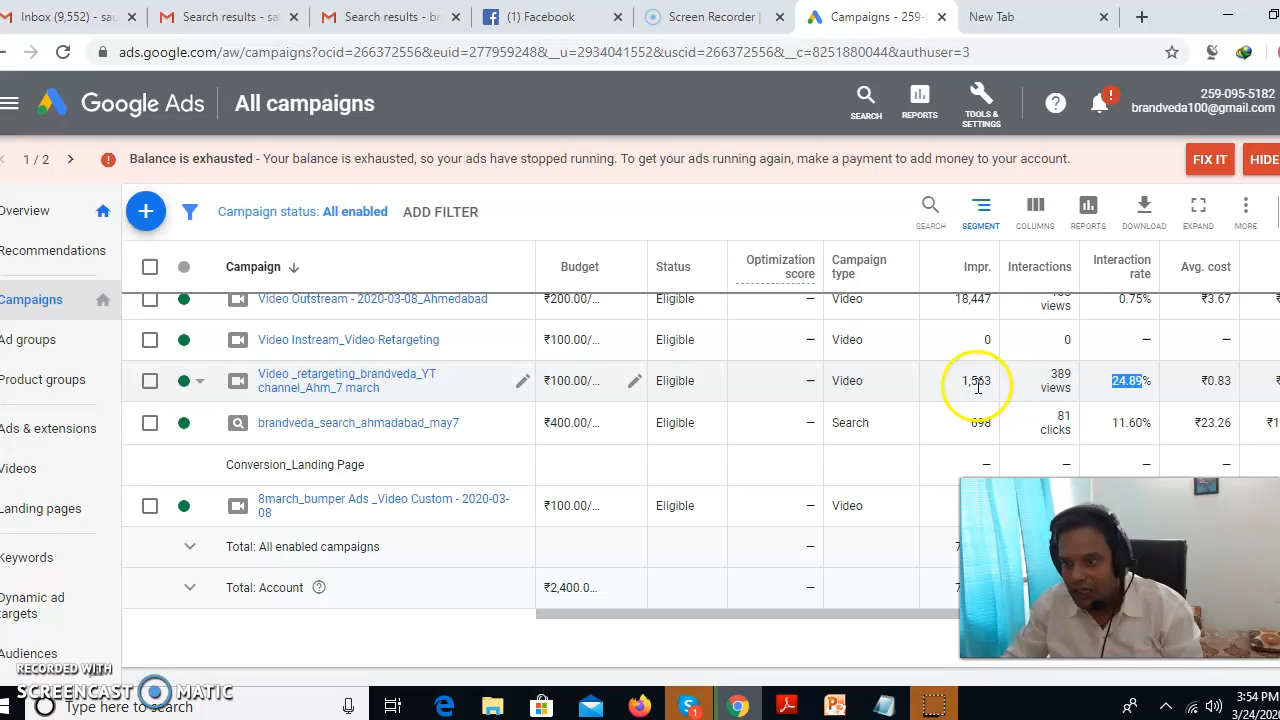 Inbox (9,552) - sau
Search results - sa
Search results - br
(1) Facebook
Screen Recorder |
Campaigns - 259-
New Tab
ads.google.com/aw/campaigns?ocid=266372556&euid=277959248&__u=2934041552&uscid=266372556&__c=8251880044&authuser=3
Google Ads
All campaigns
SEARCH
REPORTS
TOOLS &
SETTINGS
259-095-5182
brandveda100@gmail.com
1 / 2
Balance is exhausted - Your balance is exhausted, so your ads have stopped running. To get your ads running again, make a payment to add money to your account.
FIX IT
HIDE
Overview
Recommendations
Campaigns
Ad groups
Product groups
Ads & extensions
Videos
Landing pages
Keywords
Dynamic ad
targets
Audiences
Campaign status: All enabled
ADD FILTER
SEARCH
SEGMENT
COLUMNS
REPORTS
DOWNLOAD
EXPAND
MORE
Campaign
Budget
Status
Optimization
score
Campaign
type
Impr.
Interactions
Interaction
rate
Avg. cost
Video Outstream - 2020-03-08_Ahmedabad
₹200.00/...
Eligible
—
Video
18,447
views
0.75%
₹3.67
Video Instream_Video Retargeting
₹100.00/...
Eligible
—
Video
0
0
—
—
Video _retargeting_brandveda_YT
channel_Ahm_7 march
₹100.00/...
Eligible
—
Video
1,563
389
views
24.89%
₹0.83
brandveda_search_ahmadabad_may7
₹400.00/...
Eligible
—
Search
698
81
clicks
11.60%
₹23.26
Conversion_Landing Page
—
—
—
—
8march_bumper Ads _Video Custom - 2020-03-
08
₹100.00/...
Eligible
—
Video
Total: All enabled campaigns
—
7
Total: Account
₹2,400.0...
—
7
RECORDED WITH
SCREENCAST MATIC
Type here to search
3:54 PM